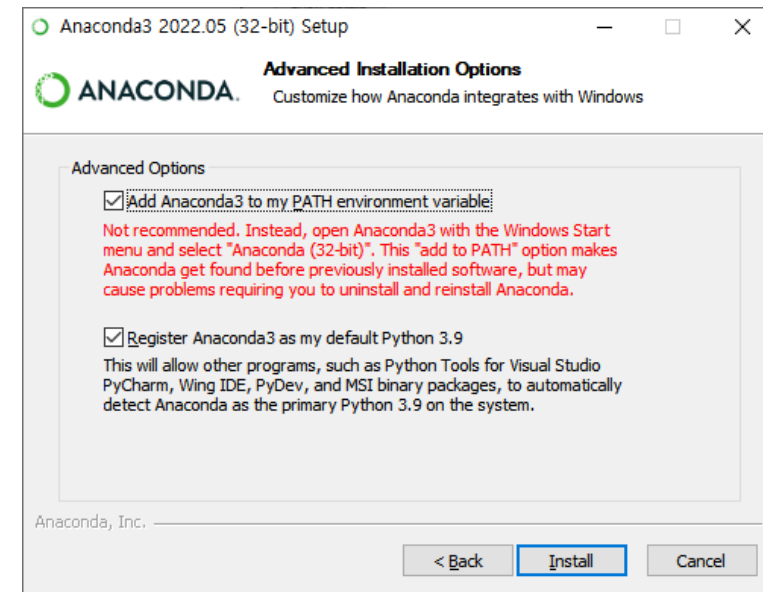 Anaconda3 2022.05 (32-bit) Setup
ANACONDA.
Advanced Installation Options
Customize how Anaconda integrates with Windows
Advanced Options
Add Anaconda3 to my PATH environment variable
Not recommended. Instead, open Anaconda3 with the Windows Start
menu and select "Anaconda (32-bit)". This "add to PATH" option makes
Anaconda get found before previously installed software, but may
cause problems requiring you to uninstall and reinstall Anaconda.
Register Anaconda3 as my default Python 3.9
This will allow other programs, such as Python Tools for Visual Studio
PyCharm, Wing IDE, PyDev, and MSI binary packages, to automatically
detect Anaconda as the primary Python 3.9 on the system.
Anaconda, Inc.
< Back
Install
Cancel